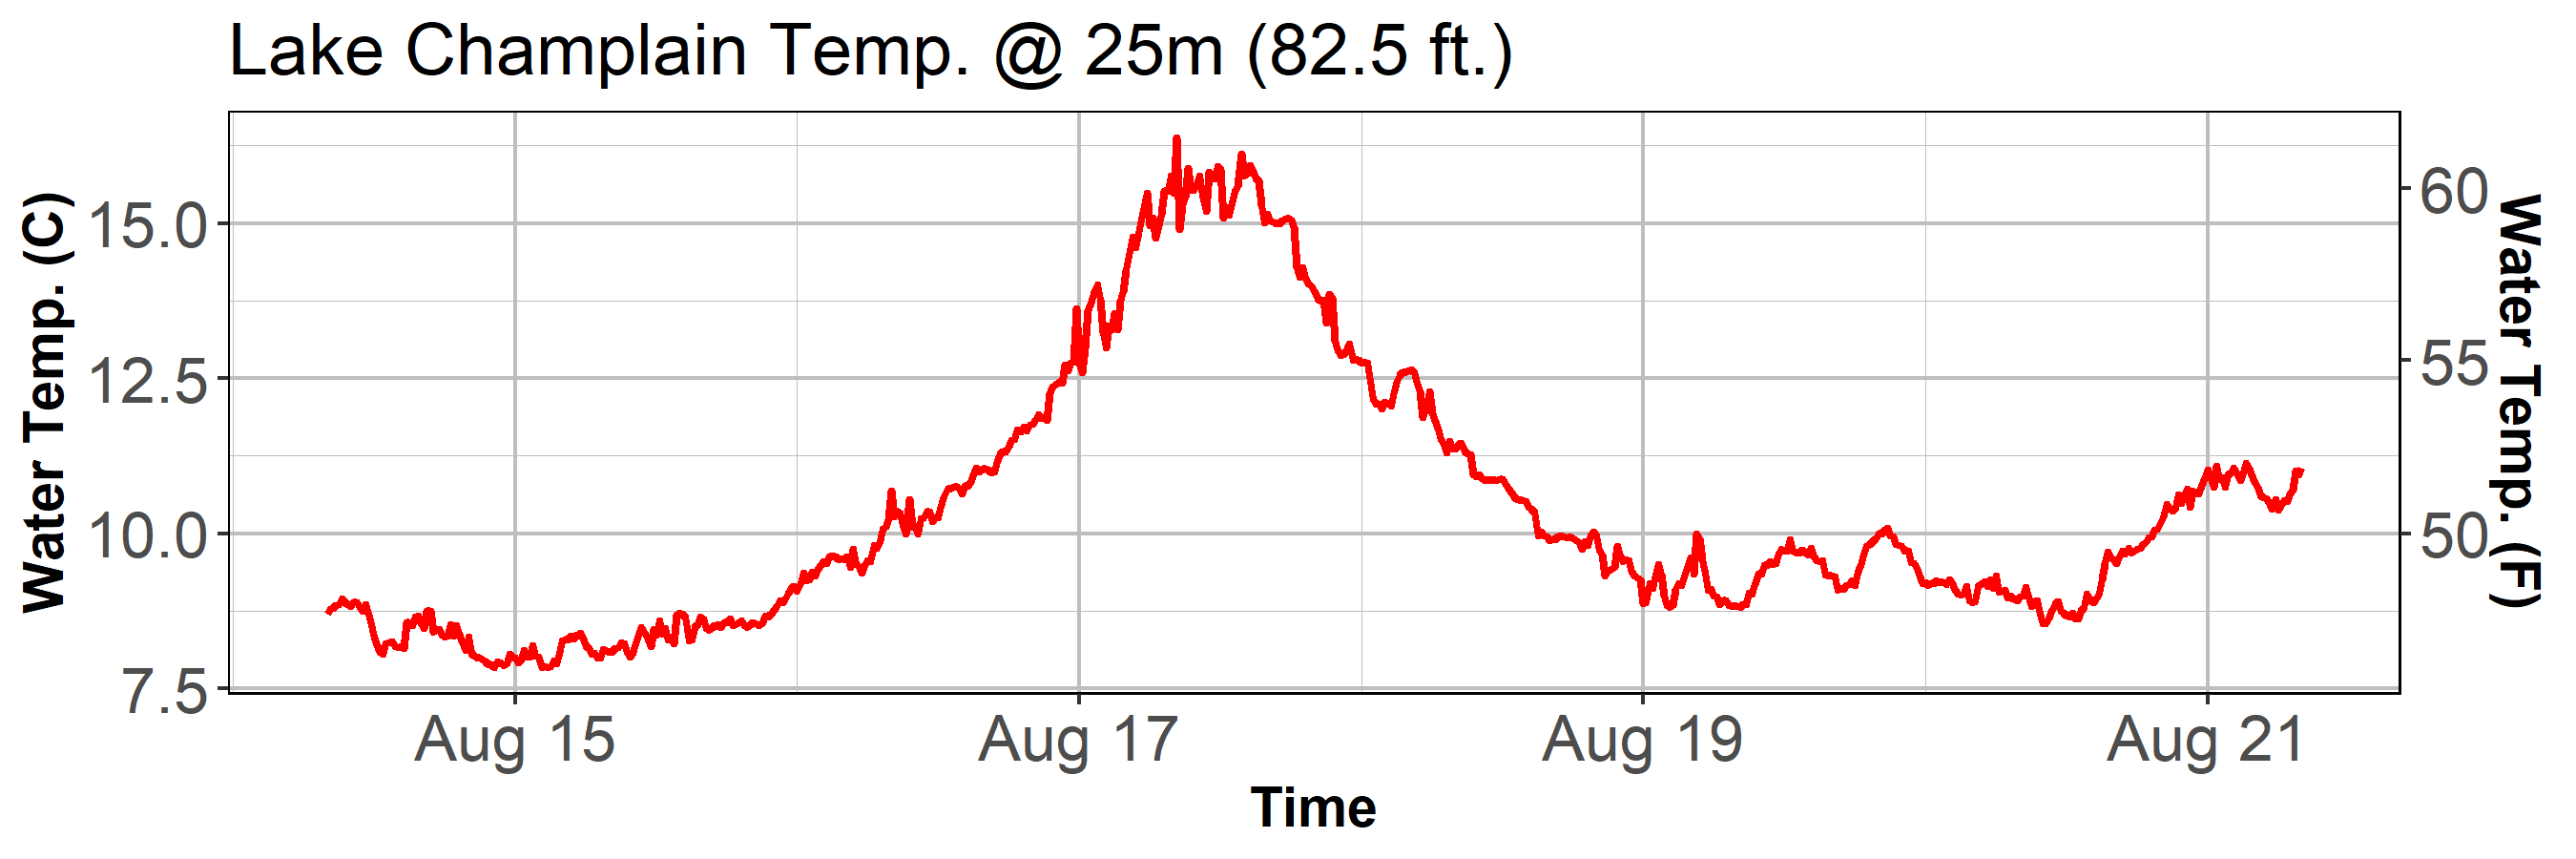 Lake Champlain Temp. @ 25m (82.5 ft.)
Water Temp. (C)
15.0
12.5
10.0
7.5
60
55
50
Water Temp. (F)
Aug 15 Aug 17 Aug 19 Aug 21
Time